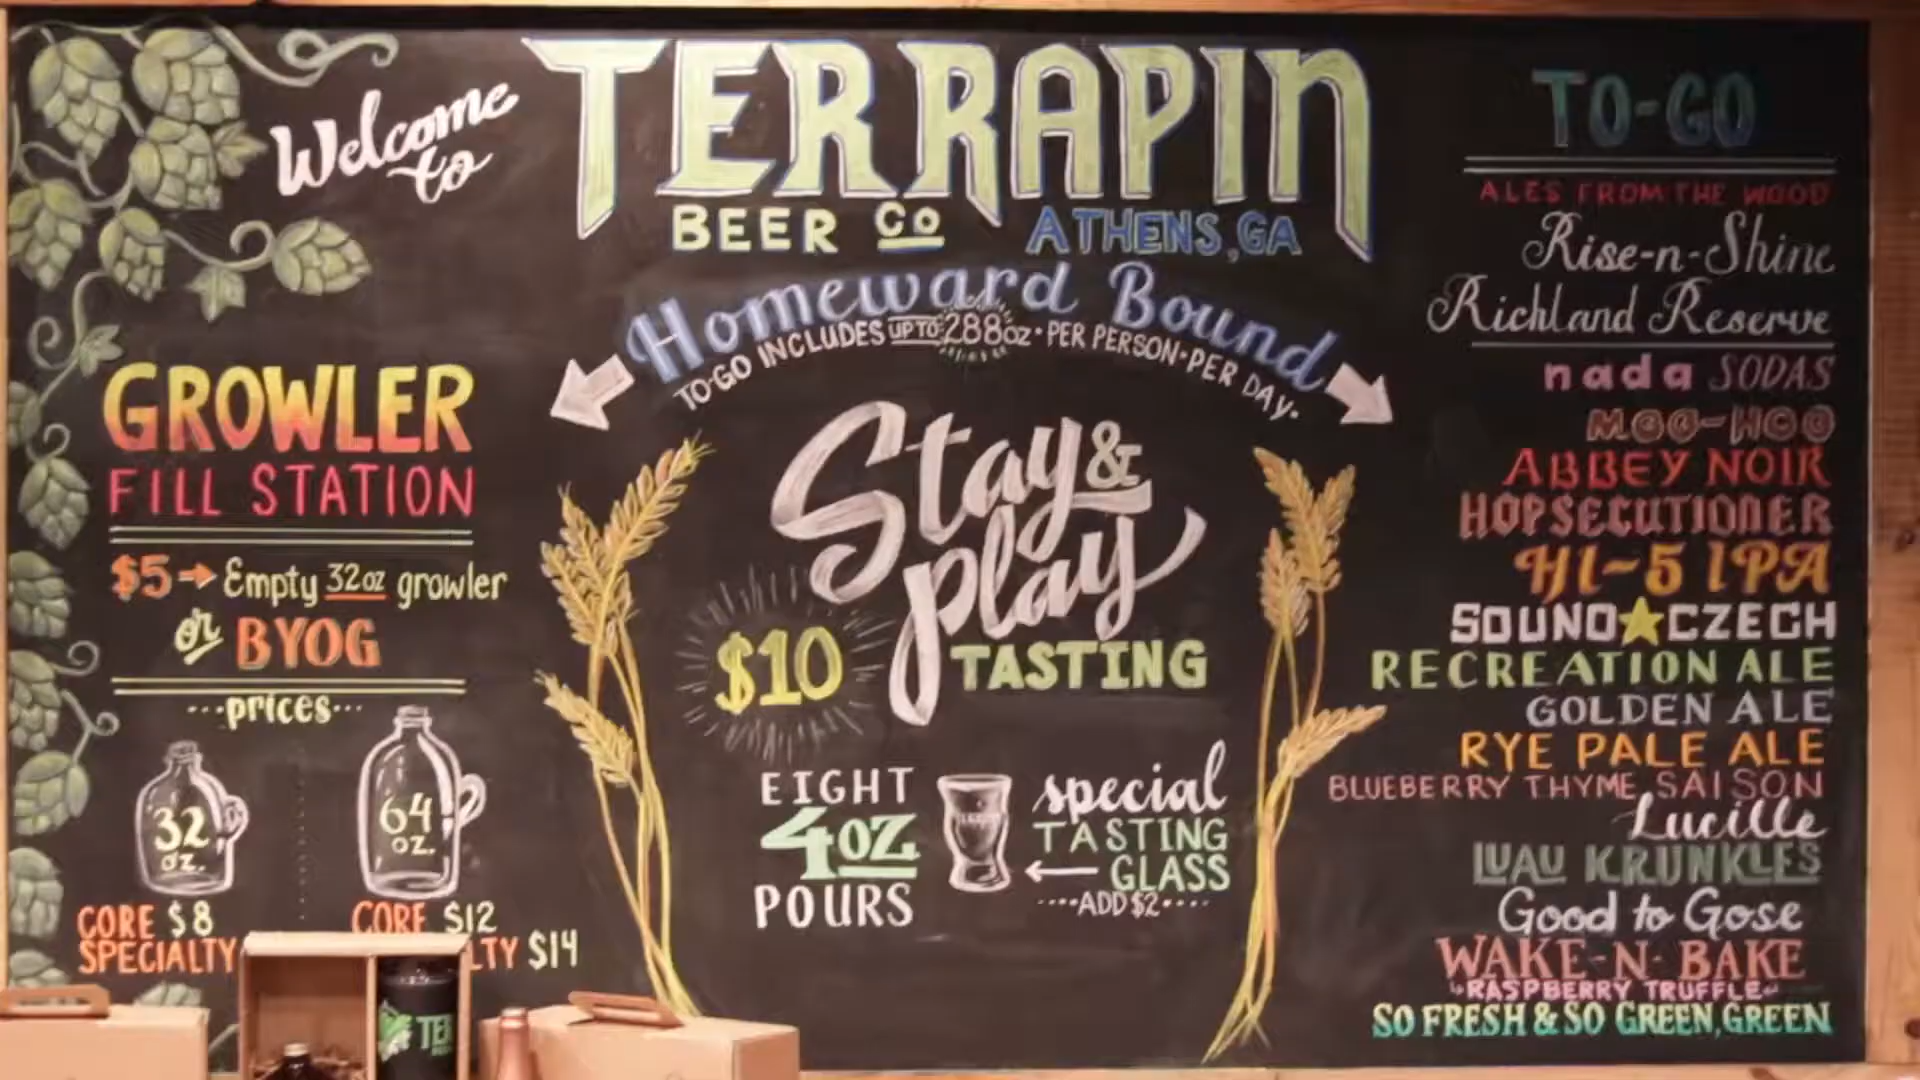 Welcome
to
TERRAPIN
BEER CO ATHENS, GA
Homeward Bound
TO-GO INCLUDES UP TO 288oz • PER PERSON • PER DAY •
GROWLER
FILL STATION
$5 → Empty 32oz growler
or BYOG
...prices...
32
oz.
64
oz.
CORE $8
SPECIALTY
CORE $12
LTY $14
Stay &
play
$10 TASTING
EIGHT
4oz
POURS
special
TASTING
← GLASS
....ADD $2....
TO-GO
ALES FROM THE WOOD
Rise-n-Shine
Richland Reserve
nada SODAS
MOO-HOO
ABBEY NOIR
HOPSECUTIONER
HI-5 IPA
SOUND★CZECH
RECREATION ALE
GOLDEN ALE
RYE PALE ALE
BLUEBERRY THYME SAISON
Lucille
LUAU KRUNKLES
Good to Gose
WAKE-N-BAKE
RASPBERRY TRUFFLE
SO FRESH & SO GREEN, GREEN
TER